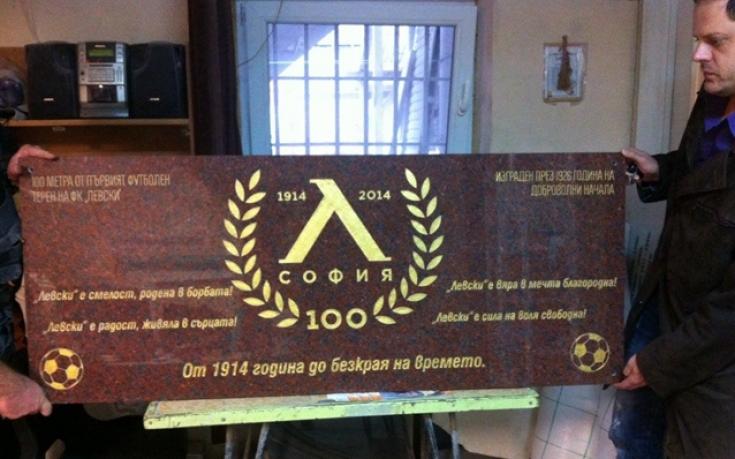 100 МЕТРА ОТ ПЪРВИЯТ ФУТБОЛЕН
ТЕРЕН НА ФК „ЛЕВСКИ“
ИЗГРАДЕН ПРЕЗ 1926 ГОДИНА НА
ДОБРОВОЛНИ НАЧАЛА
1914 Λ 2014
СОФИЯ
100
„Левски“ е смелост, родена в борбата!
„Левски“ е радост, живяла в сърцата!
„Левски“ е вяра в мечта благородна!
„Левски“ е сила на воля свободна!
От 1914 година до безкрая на времето.